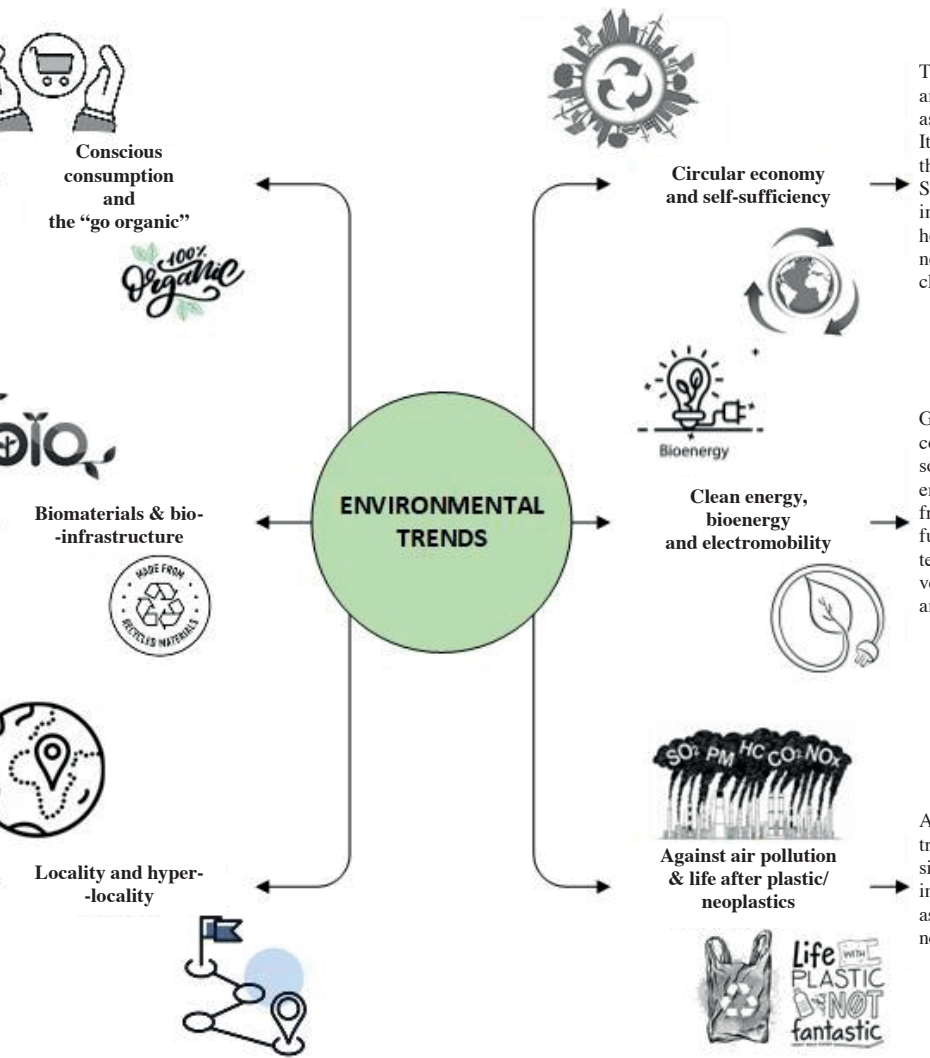 Conscious
consumption
and
the “go organic”
100%
Organic
Biomaterials & bio-
-infrastructure
MADE FROM
RECYCLED MATERIALS
Locality and hyper-
-locality
ENVIRONMENTAL
TRENDS
Circular economy
and self-sufficiency
Bioenergy
Clean energy,
bioenergy
and electromobility
SO2 PM HC CO2 NOx
Against air pollution
& life after plastic/
neoplastics
Life WITH
PLASTIC
NOT
fantastic